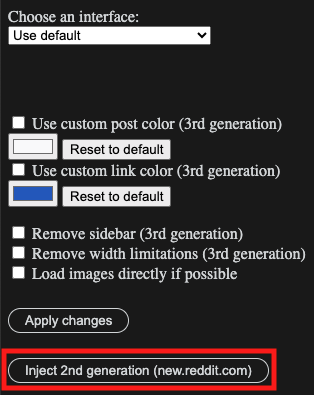 Choose an interface:
Use default
Use custom post color (3rd generation)
Reset to default
Use custom link color (3rd generation)
Reset to default
Remove sidebar (3rd generation)
Remove width limitations (3rd generation)
Load images directly if possible
Apply changes
Inject 2nd generation (new.reddit.com)